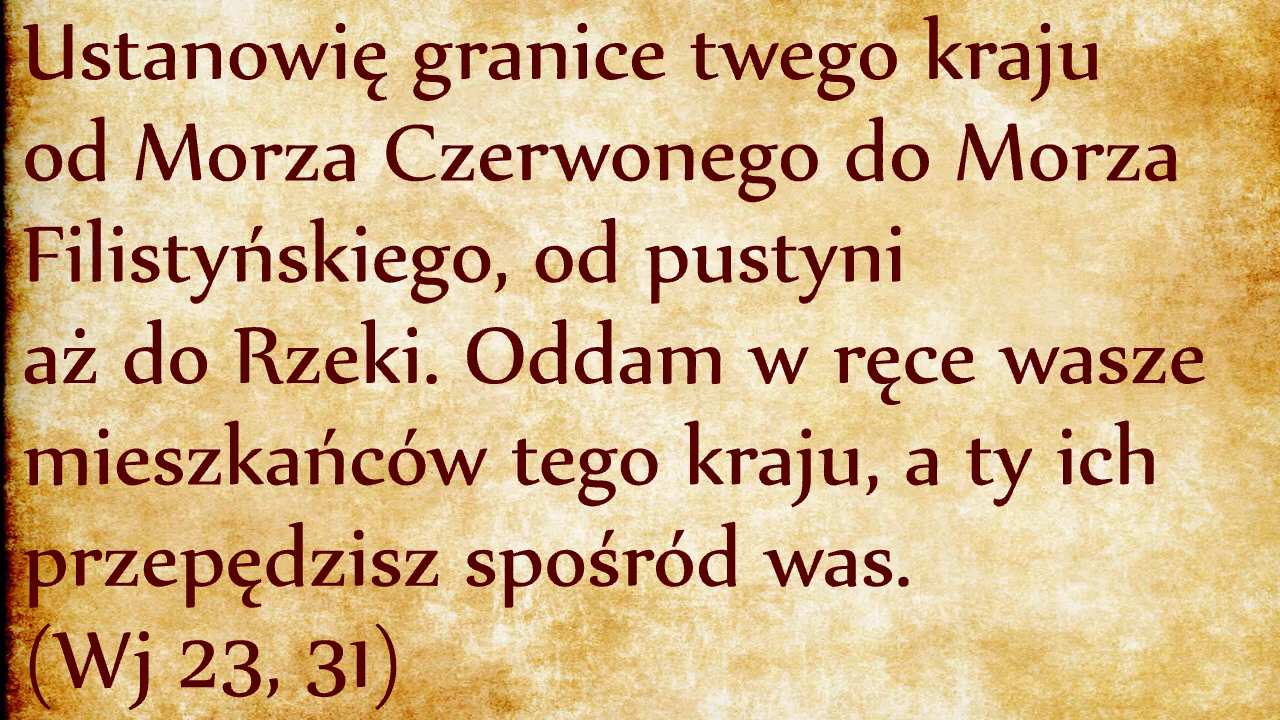 Ustanowię granice twego kraju
od Morza Czerwonego do Morza
Filistyńskiego, od pustyni
aż do Rzeki. Oddam w ręce wasze
mieszkańców tego kraju, a ty ich
przepędzisz spośród was.
(Wj 23, 31)